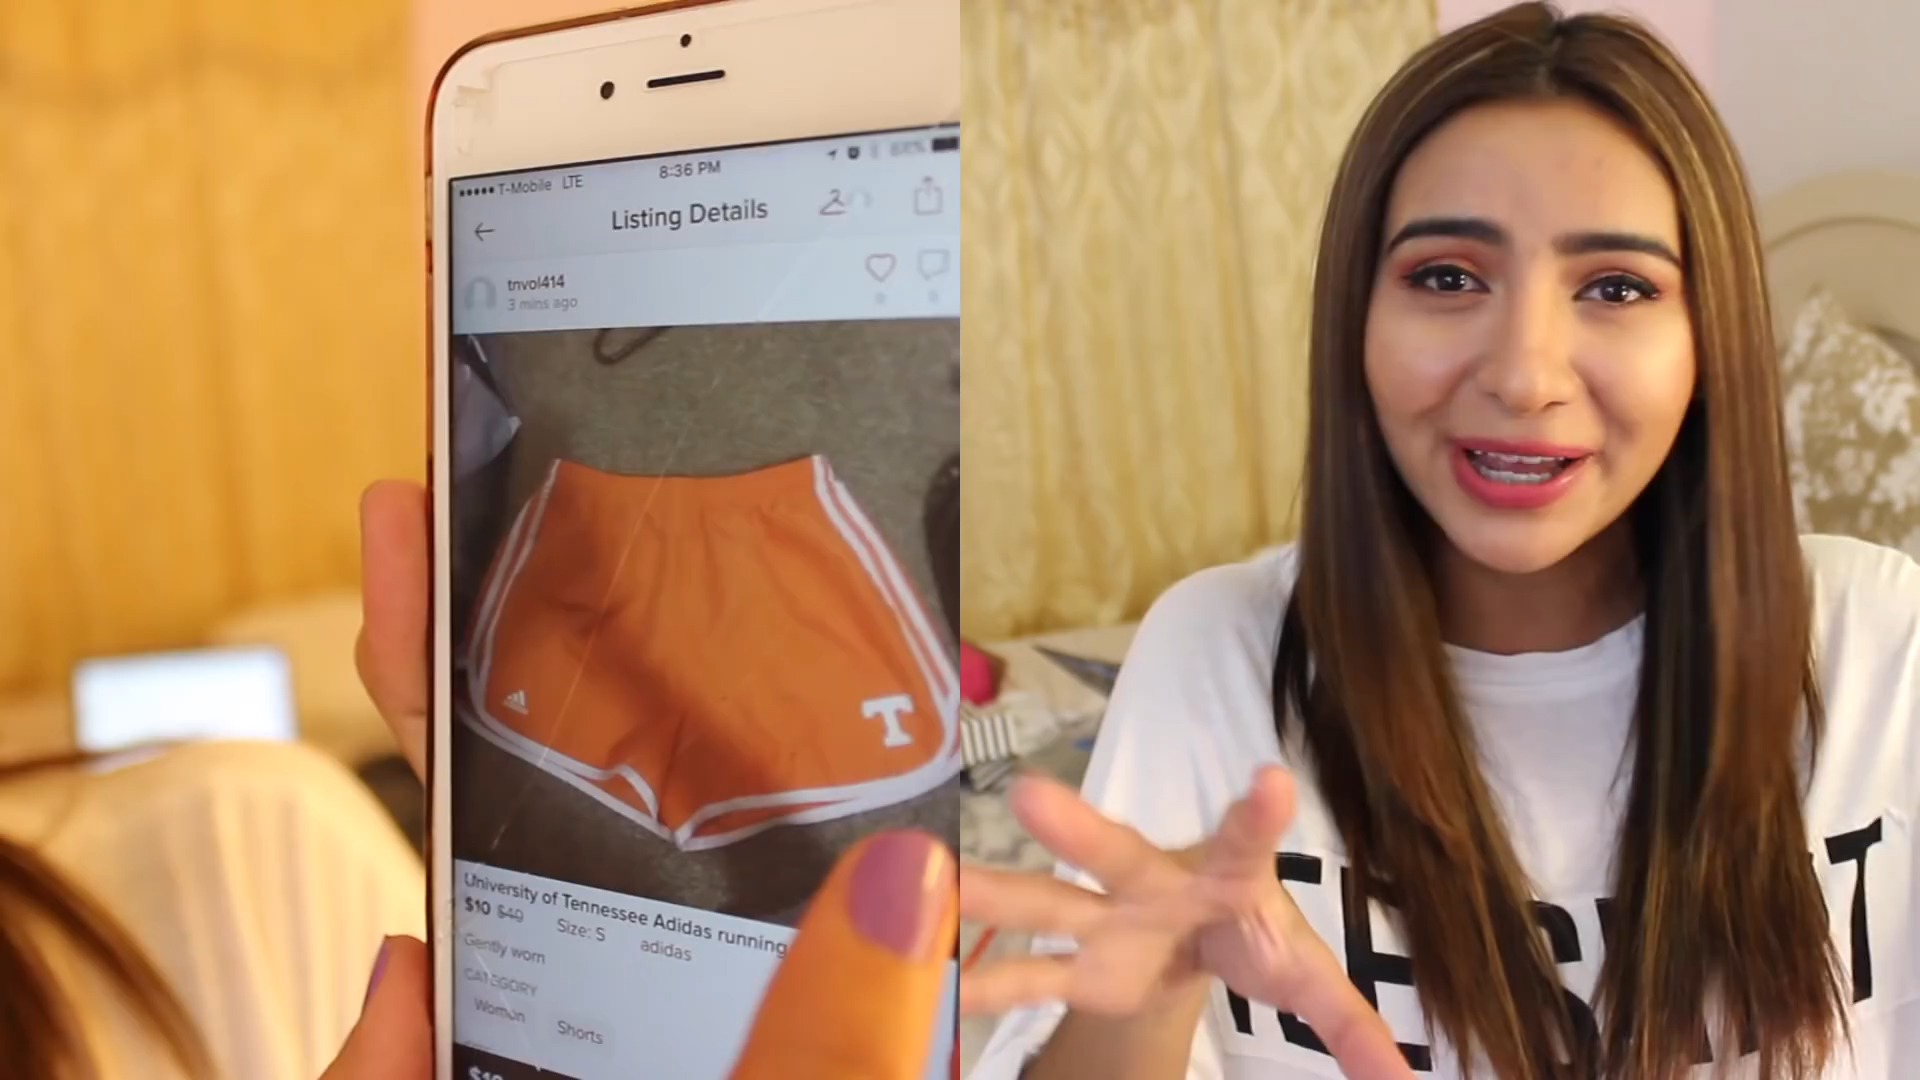 T-Mobile LTE 8:36 PM
Listing Details
tnvol414
3 mins ago
T
University of Tennessee Adidas running
$10 $40 Size: S adidas
Gently worn
CATEGORY
Women Shorts